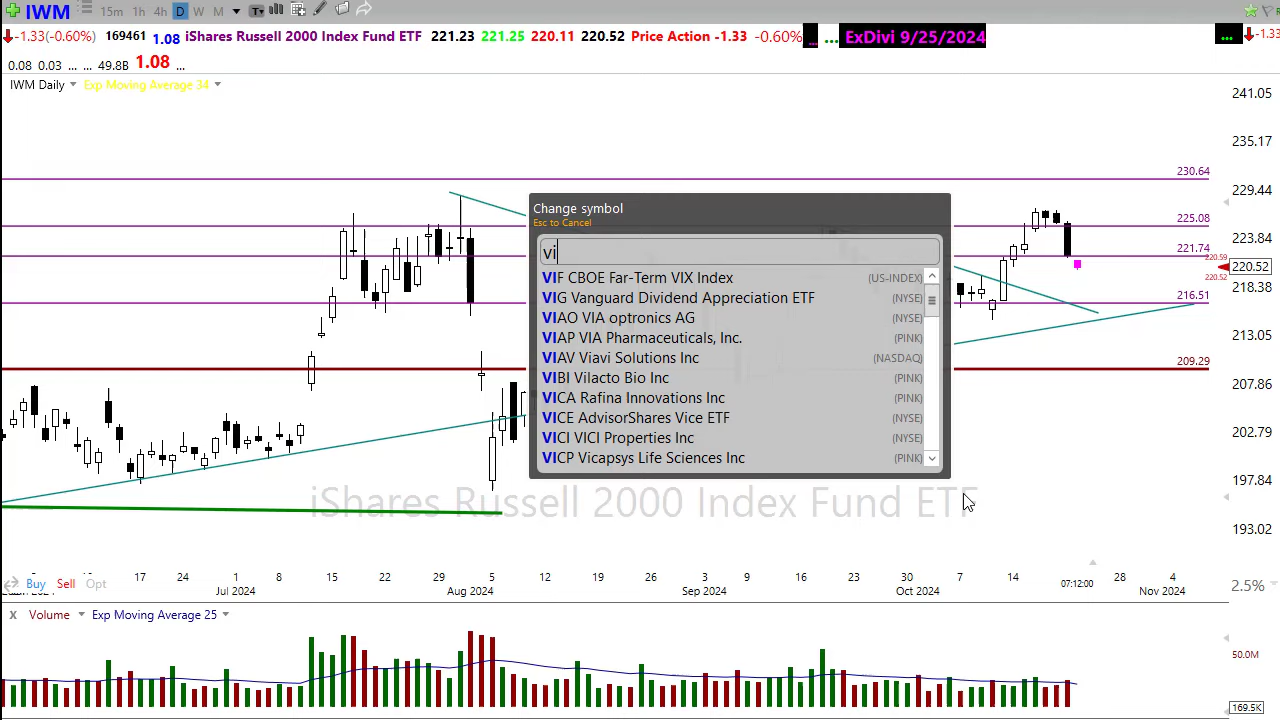 IWM 15m 1h 4h D W M T
-1.33(-0.60%) 169461 1.08 iShares Russell 2000 Index Fund ETF 221.23 221.25 220.11 220.52 Price Action -1.33 -0.60% ... ... ExDivi 9/25/2024 ... -1.33
0.08 0.03 ... ... 49.8B 1.08 ...
IWM Daily Exp Moving Average 34
241.05
235.17
230.64
229.44
225.08
223.84
221.74
220.59
220.52
220.52
218.38
216.51
213.05
209.29
207.86
202.79
197.84
193.02
Change symbol
Esc to Cancel
vi
VIF CBOE Far-Term VIX Index (US-INDEX)
VIG Vanguard Dividend Appreciation ETF (NYSE)
VIAO VIA optronics AG (NYSE)
VIAP VIA Pharmaceuticals, Inc. (PINK)
VIAV Viavi Solutions Inc (NASDAQ)
VIBI Vilacto Bio Inc (PINK)
VICA Rafina Innovations Inc (PINK)
VICE AdvisorShares Vice ETF (NYSE)
VICI VICI Properties Inc (NYSE)
VICP Vicapsys Life Sciences Inc (PINK)
iShares Russell 2000 Index Fund ETF
17 24 1 8 15 22 29 5 12 19 26 3 9 16 23 30 7 14 07:12:00 28 4
Buy Sell Opt 2.5%
Jul 2024 Aug 2024 Sep 2024 Oct 2024 Nov 2024
X Volume Exp Moving Average 25
50.0M
169.5K